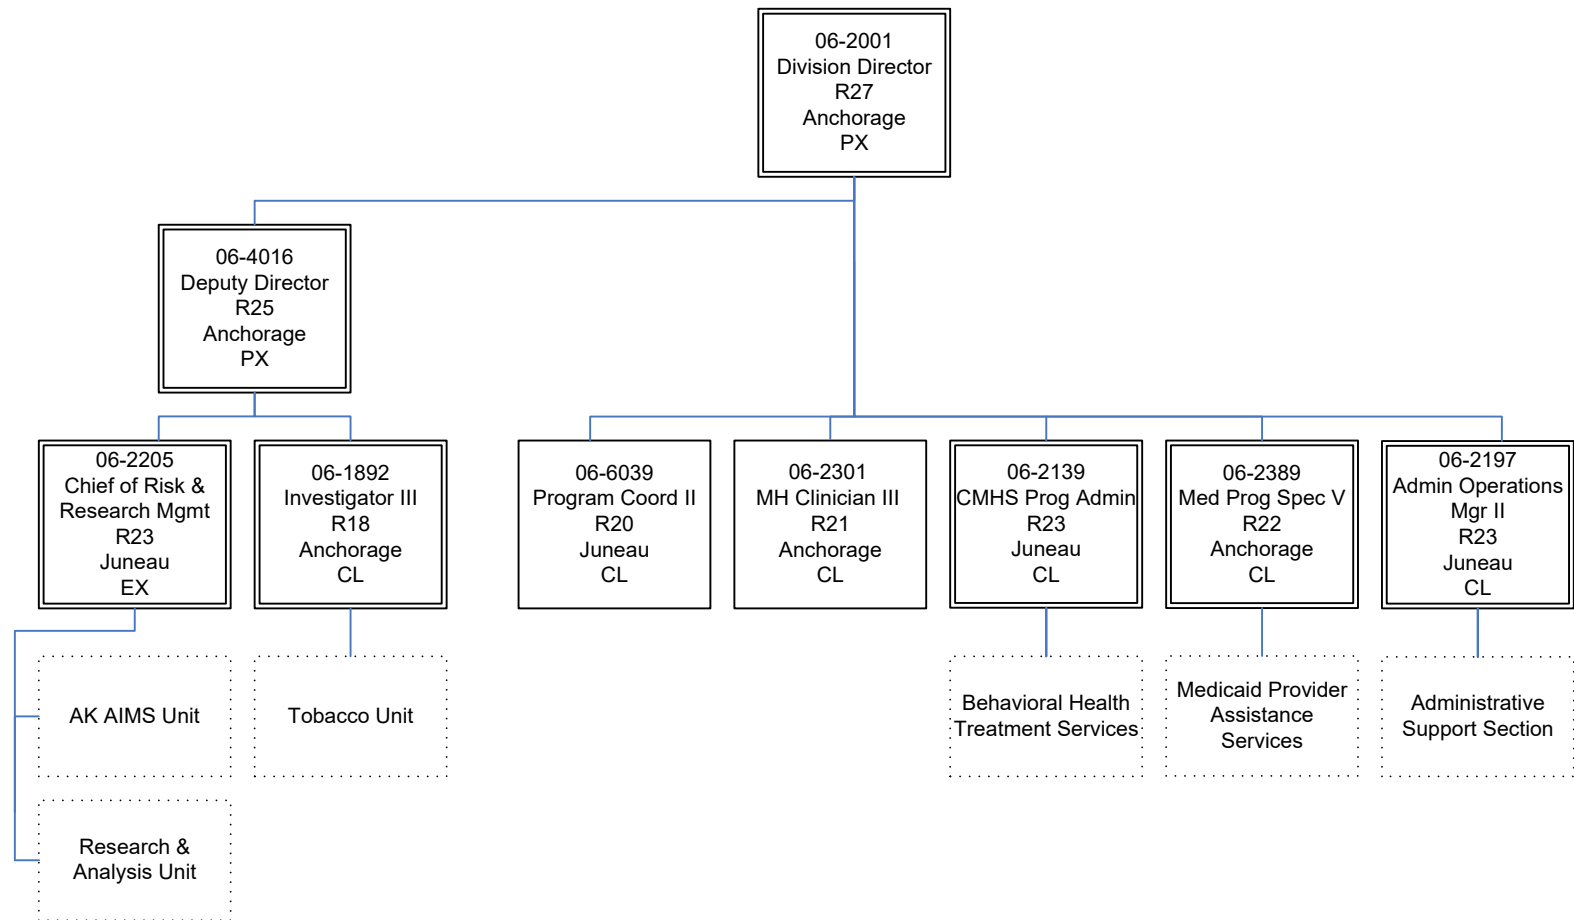 06-2001
Division Director
R27
Anchorage
PX
06-4016
Deputy Director
R25
Anchorage
PX
06-2205
Chief of Risk &
Research Mgmt
R23
Juneau
EX
06-1892
Investigator III
R18
Anchorage
CL
06-6039
Program Coord II
R20
Juneau
CL
06-2301
MH Clinician III
R21
Anchorage
CL
06-2139
CMHS Prog Admin
R23
Juneau
CL
06-2389
Med Prog Spec V
R22
Anchorage
CL
06-2197
Admin Operations
Mgr II
R23
Juneau
CL
AK AIMS Unit
Tobacco Unit
Behavioral Health
Treatment Services
Medicaid Provider
Assistance
Services
Administrative
Support Section
Research &
Analysis Unit